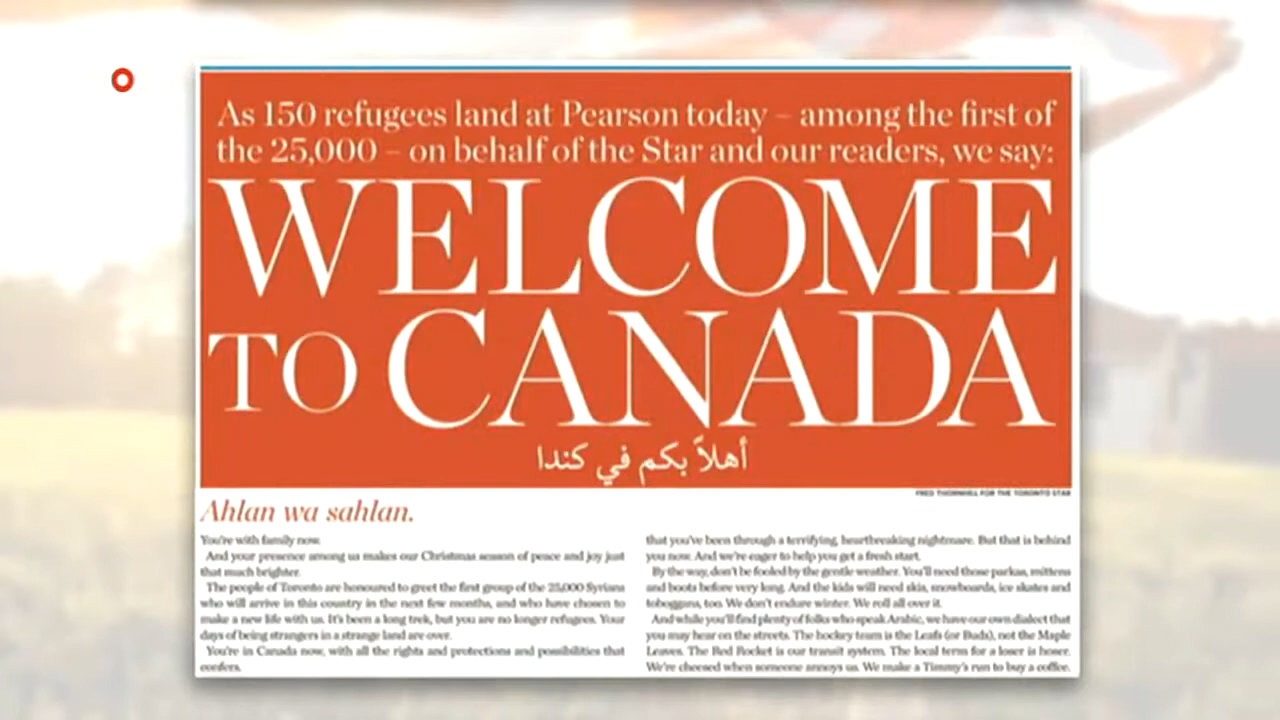 As 150 refugees land at Pearson today – among the first of
the 25,000 – on behalf of the Star and our readers, we say:
WELCOME
TO CANADA
أهلاً بكم في كندا
FRED THORNHILL FOR THE TORONTO STAR
Ahlan wa sahlan.
You're with family now.
And your presence among us makes our Christmas season of peace and joy just
that much brighter.
The people of Toronto are honoured to greet the first group of the 25,000 Syrians
who will arrive in this country in the next few months, and who have chosen to
make a new life with us. It's been a long trek, but you are no longer refugees. Your
days of being strangers in a strange land are over.
You're in Canada now, with all the rights and protections and possibilities that
confers.
that you've been through a terrifying, heartbreaking nightmare. But that is behind
you now. And we're eager to help you get a fresh start.
By the way, don't be fooled by the gentle weather. You'll need those parkas, mittens
and boots before very long. And the kids will need skis, snowboards, ice skates and
toboggans, too. We don't endure winter. We roll all over it.
And while you'll find plenty of folks who speak Arabic, we have our own dialect that
you may hear on the streets. The hockey team is the Leafs (or Buds), not the Maple
Leaves. The Red Rocket is our transit system. The local term for a loser is hoser.
We're cheesed when someone annoys us. We make a Timmy's run to buy a coffee.